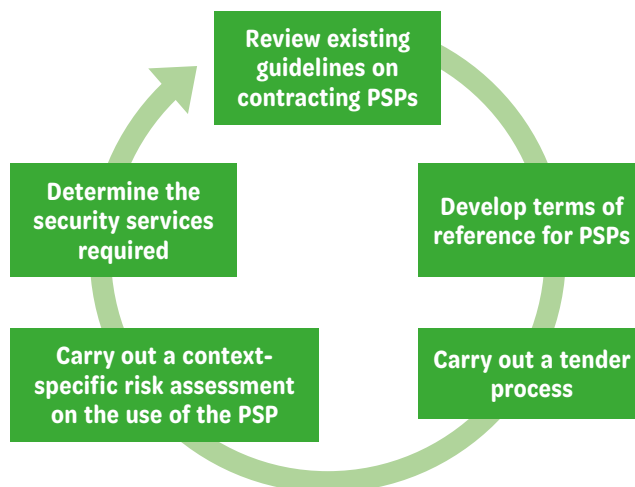 Review existing
guidelines on
contracting PSPs
Develop terms of
reference for PSPs
Carry out a tender
process
Carry out a context-
specific risk assessment
on the use of the PSP
Determine the
security services
required